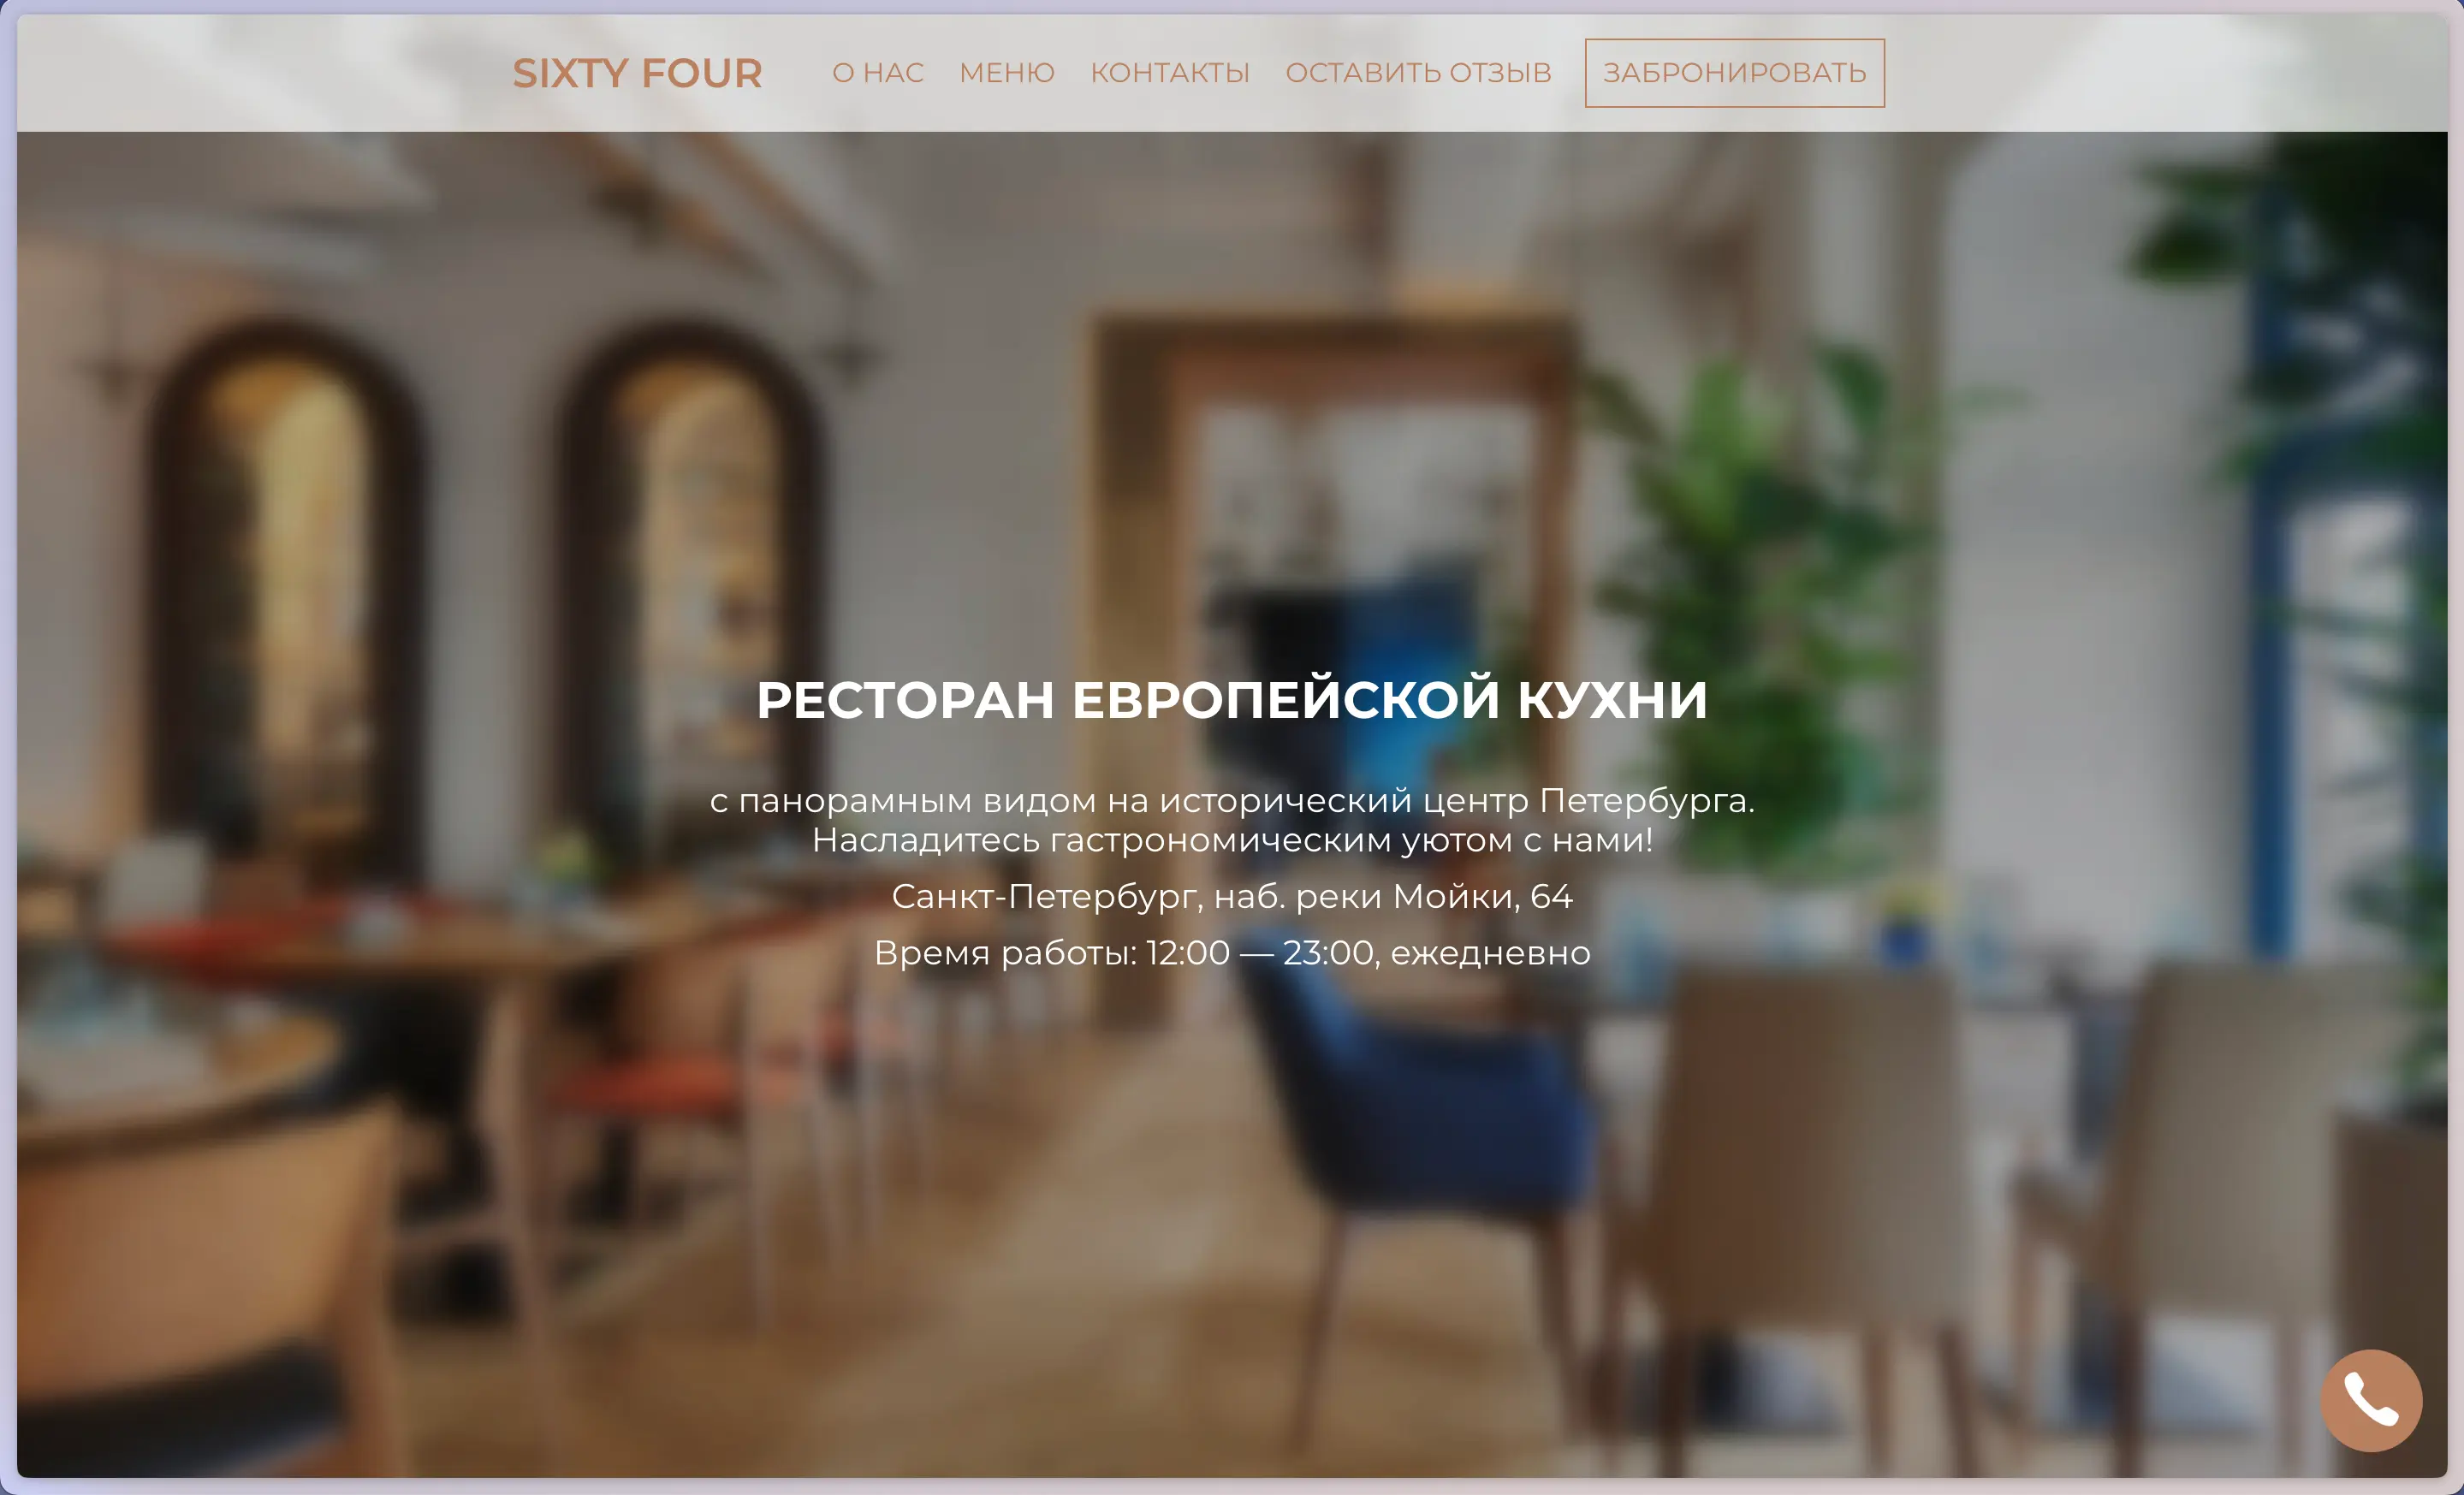 SIXTY FOUR
О НАС
МЕНЮ
КОНТАКТЫ
ОСТАВИТЬ ОТЗЫВ
ЗАБРОНИРОВАТЬ
РЕСТОРАН ЕВРОПЕЙСКОЙ КУХНИ
с панорамным видом на исторический центр Петербурга.
Насладитесь гастрономическим уютом с нами!
Санкт-Петербург, наб. реки Мойки, 64
Время работы: 12:00 — 23:00, ежедневно